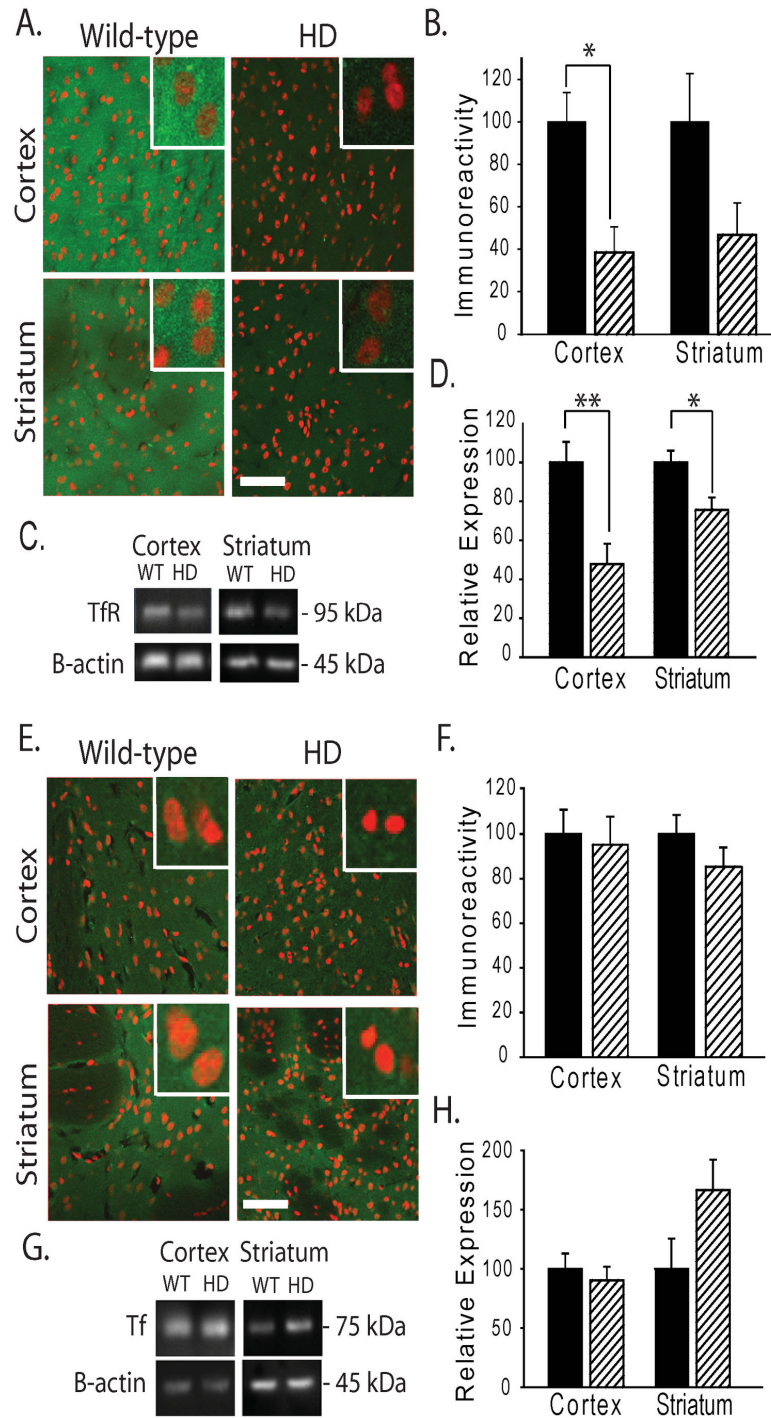 A.
Wild-type HD
Cortex
Striatum
B.
Immunoreactivity
120
100
80
60
40
20
0
*
Cortex Striatum
C.
Cortex Striatum
WT HD WT HD
TfR - 95 kDa
B-actin - 45 kDa
D.
Relative Expression
120
100
80
60
40
20
0
** *
Cortex Striatum
E.
Wild-type HD
Cortex
Striatum
F.
Immunoreactivity
120
100
80
60
40
20
0
Cortex Striatum
G.
Cortex Striatum
WT HD WT HD
Tf - 75 kDa
B-actin - 45 kDa
H.
Relative Expression
200
150
100
50
0
Cortex Striatum